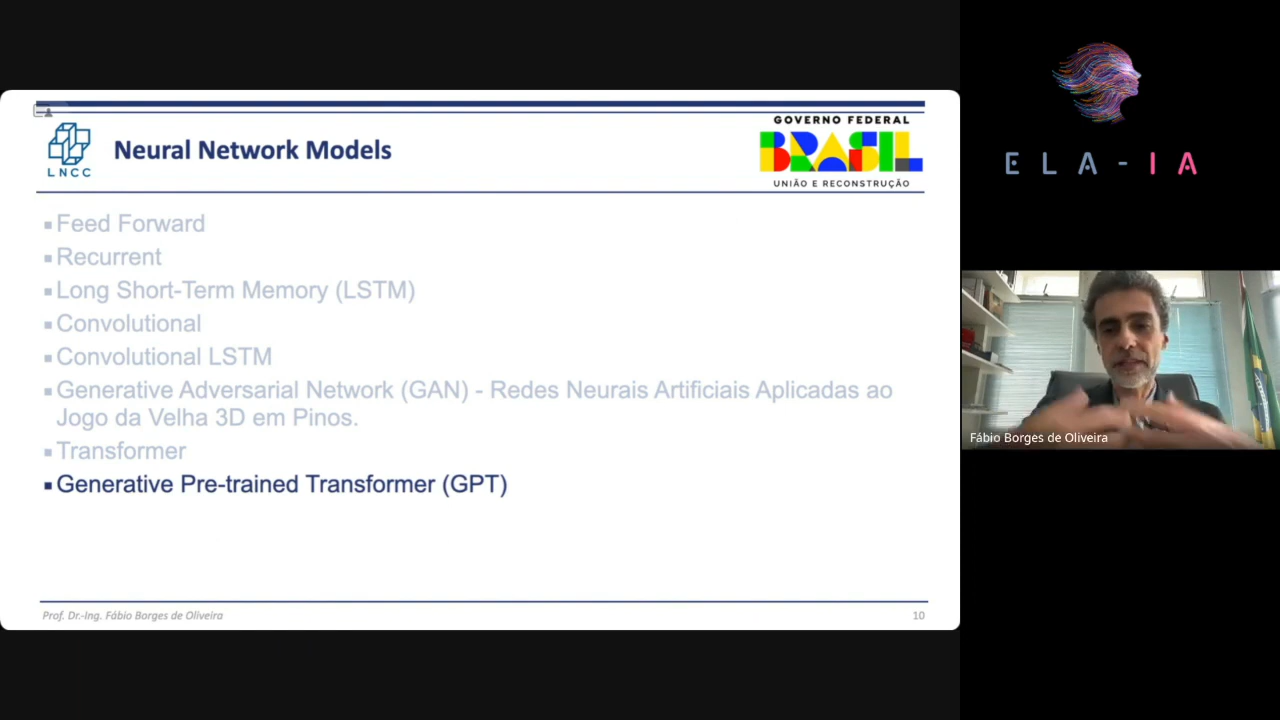 LNCC
Neural Network Models
GOVERNO FEDERAL
BRASIL
UNIÃO E RECONSTRUÇÃO
Feed Forward
Recurrent
Long Short-Term Memory (LSTM)
Convolutional
Convolutional LSTM
Generative Adversarial Network (GAN) - Redes Neurais Artificiais Aplicadas ao
Jogo da Velha 3D em Pinos.
Transformer
Generative Pre-trained Transformer (GPT)
Prof. Dr.-Ing. Fábio Borges de Oliveira
10
ELA-IA
Fábio Borges de Oliveira